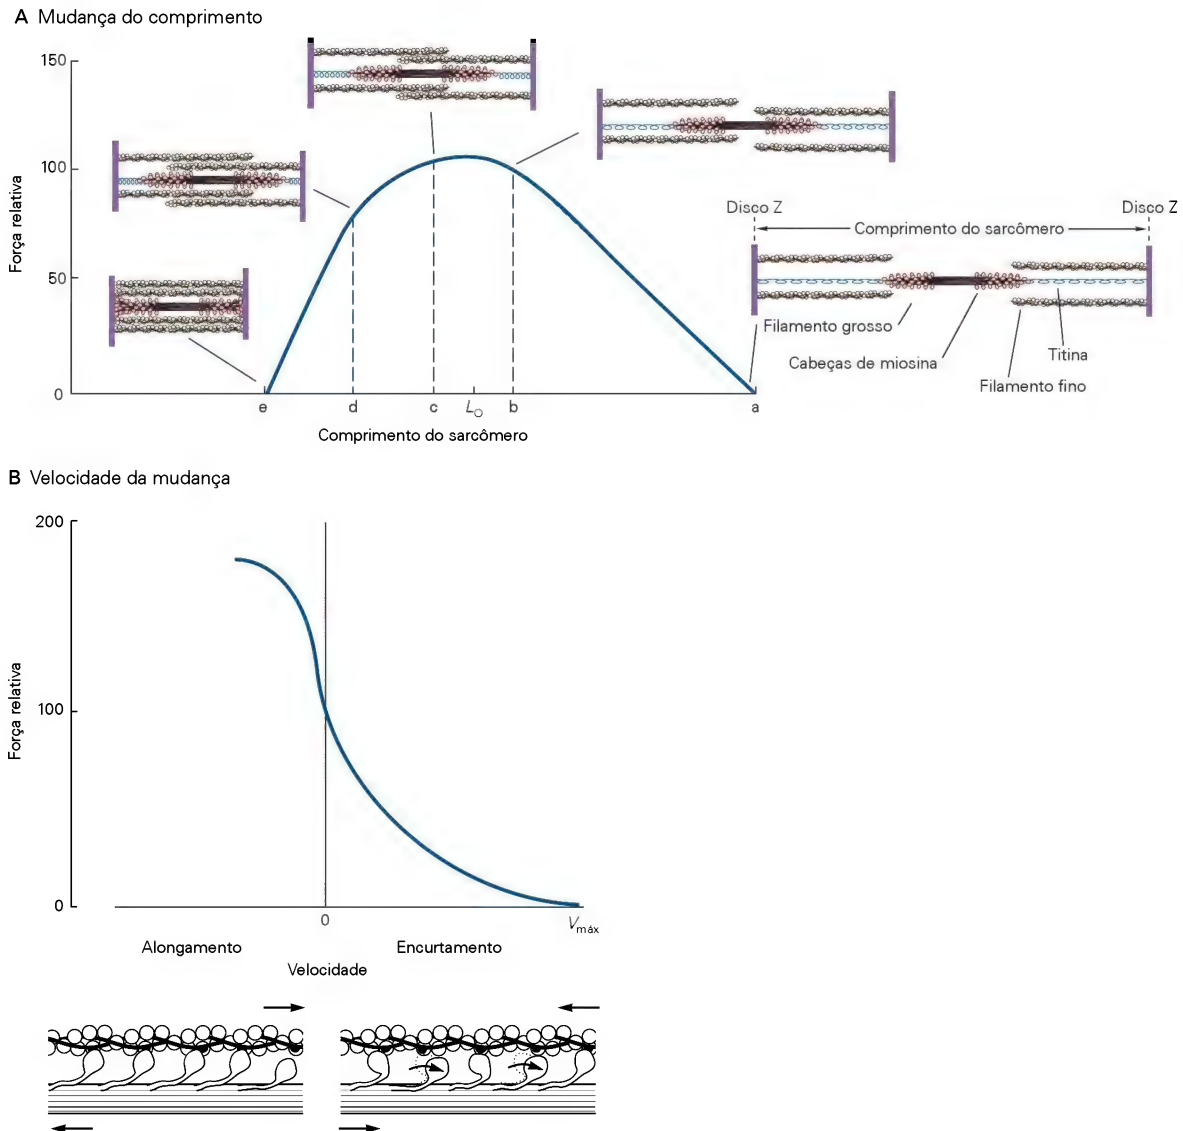 A Mudança do comprimento
150
100
50
0
Força relativa
Disco Z
Disco Z
Comprimento do sarcômero
Filamento grosso
Cabeças de miosina
Titina
Filamento fino
e
d
c
L₀
b
a
Comprimento do sarcômero
B Velocidade da mudança
200
100
0
Força relativa
0
Vmáx
Alongamento
Encurtamento
Velocidade